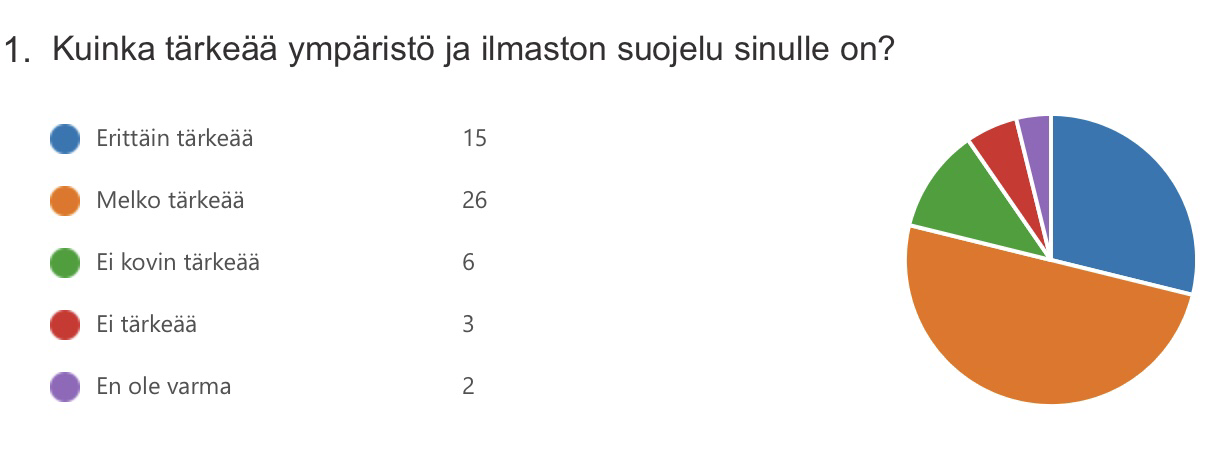 1. Kuinka tärkeää ympäristö ja ilmaston suojelu sinulle on?
Erittäin tärkeää 15
Melko tärkeää 26
Ei kovin tärkeää 6
Ei tärkeää 3
En ole varma 2